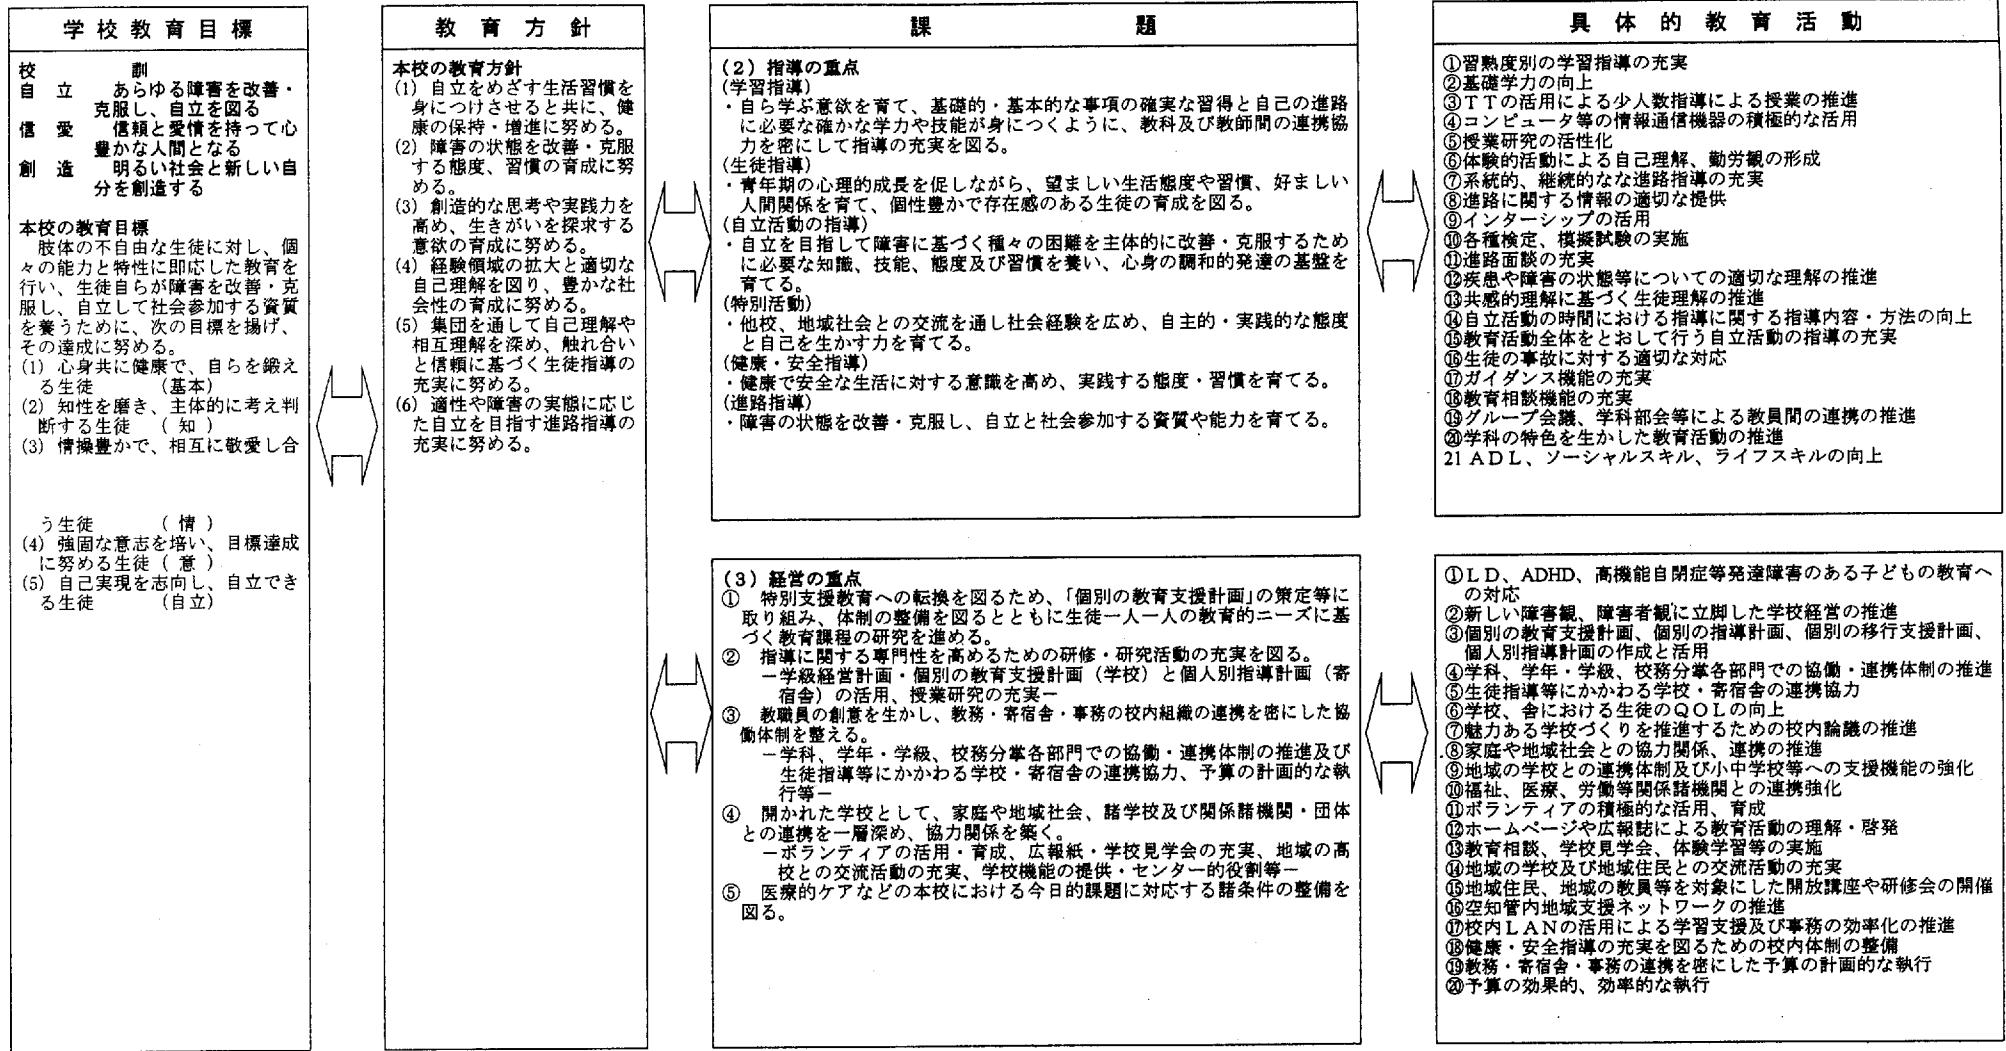 学校教育目標
校　　　訓
自　立　　あらゆる障害を改善・
克服し、自立を図る
信　愛　　信頼と愛情を持って心
豊かな人間となる
創　造　　明るい社会と新しい自
分を創造する
本校の教育目標
肢体の不自由な生徒に対し、個
々の能力と特性に即応した教育を
行い、生徒自らが障害を改善・克
服し、自立して社会参加する資質
を養うために、次の目標を掲げ、
その達成に努める。
(1) 心身共に健康で、自らを鍛え
る生徒　　　（基本）
(2) 知性を磨き、主体的に考え判
断する生徒　（ 知 ）
(3) 情操豊かで、相互に敬愛し合
う生徒　　　（ 情 ）
(4) 強固な意志を培い、目標達成
に努める生徒（ 意 ）
(5) 自己実現を志向し、自立でき
る生徒　　　（自立）
教　育　方　針
本校の教育方針
(1) 自立をめざす生活習慣を
身につけさせると共に、健
康の保持・増進に努める。
(2) 障害の状態を改善・克服
する態度、習慣の育成に努
める。
(3) 創造的な思考や実践力を
高め、生きがいを探求する
意欲の育成に努める。
(4) 経験領域の拡大と適切な
自己理解を図り、豊かな社
会性の育成に努める。
(5) 集団を通して自己理解や
相互理解を深め、触れ合い
と信頼に基づく生徒指導の
充実に努める。
(6) 適性や障害の実態に応じ
た自立を目指す進路指導の
充実に努める。
課　　　題
（２）指導の重点
(学習指導)
・自ら学ぶ意欲を育て、基礎的・基本的な事項の確実な習得と自己の進路
に必要な確かな学力や技能が身につくように、教科及び教師間の連携協
力を密にして指導の充実を図る。
(生徒指導)
・青年期の心理的成長を促しながら、望ましい生活態度や習慣、好ましい
人間関係を育て、個性豊かで存在感のある生徒の育成を図る。
(自立活動の指導)
・自立を目指して障害に基づく種々の困難を主体的に改善・克服するため
に必要な知識、技能、態度及び習慣を養い、心身の調和的発達の基盤を
育てる。
(特別活動)
・他校、地域社会との交流を通し社会経験を広め、自主的・実践的な態度
と自己を生かす力を育てる。
(健康・安全指導)
・健康で安全な生活に対する意識を高め、実践する態度・習慣を育てる。
(進路指導)
・障害の状態を改善・克服し、自立と社会参加する資質や能力を育てる。
（３）経営の重点
①　特別支援教育への転換を図るため、「個別の教育支援計画」の策定等に
取り組み、体制の整備を図るとともに生徒一人一人の教育的ニーズに基
づく教育課程の研究を進める。
②　指導に関する専門性を高めるための研修・研究活動の充実を図る。
－学級経営計画・個別の教育支援計画（学校）と個人別指導計画（寄
宿舎）の活用、授業研究の充実－
③　教職員の創意を生かし、教務・寄宿舎・事務の校内組織の連携を密にした協
働体制を整える。
－学科、学年・学級、校務分掌各部門での協働・連携体制の推進及び
生徒指導等にかかわる学校・寄宿舎の連携協力、予算の計画的な執
行等－
④　開かれた学校として、家庭や地域社会、諸学校及び関係諸機関・団体
との連携を一層深め、協力関係を築く。
－ボランティアの活用・育成、広報紙・学校見学会の充実、地域の高
校との交流活動の充実、学校機能の提供・センター的役割等－
⑤　医療的ケアなどの本校における今日的課題に対応する諸条件の整備を
図る。
具　体　的　教　育　活　動
①習熟度別の学習指導の充実
②基礎学力の向上
③ＴＴの活用による少人数指導による授業の推進
④コンピュータ等の情報通信機器の積極的な活用
⑤授業研究の活性化
⑥体験的活動による自己理解、勤労観の形成
⑦系統的、継続的なな進路指導の充実
⑧進路に関する情報の適切な提供
⑨インターシップの活用
⑩各種検定、模擬試験の実施
⑪進路面談の充実
⑫疾患や障害の状態等についての適切な理解の推進
⑬共感的理解に基づく生徒理解の推進
⑭自立活動の時間における指導に関する指導内容・方法の向上
⑮教育活動全体をとおして行う自立活動の指導の充実
⑯生徒の事故に対する適切な対応
⑰ガイダンス機能の充実
⑱教育相談機能の充実
⑲グループ会議、学科部会等による教員間の連携の推進
⑳学科の特色を生かした教育活動の推進
21 ＡＤＬ、ソーシャルスキル、ライフスキルの向上
①ＬＤ、ADHD、高機能自閉症等発達障害のある子どもの教育へ
の対応
②新しい障害観、障害者観に立脚した学校経営の推進
③個別の教育支援計画、個別の指導計画、個別の移行支援計画、
個人別指導計画の作成と活用
④学科、学年・学級、校務分掌各部門での協働・連携体制の推進
⑤生徒指導等にかかわる学校・寄宿舎の連携協力
⑥学校、舎における生徒のＱＯＬの向上
⑦魅力ある学校づくりを推進するための校内論議の推進
⑧家庭や地域社会との協力関係、連携の推進
⑨地域の学校との連携体制及び小中学校等への支援機能の強化
⑩福祉、医療、労働等関係諸機関との連携強化
⑪ボランティアの積極的な活用、育成
⑫ホームページや広報誌による教育活動の理解・啓発
⑬教育相談、学校見学会、体験学習等の実施
⑭地域の学校及び地域住民との交流活動の充実
⑮地域住民、地域の教員等を対象にした開放講座や研修会の開催
⑯空知管内地域支援ネットワークの推進
⑰校内ＬＡＮの活用による学習支援及び事務の効率化の推進
⑱健康・安全指導の充実を図るための校内体制の整備
⑲教務・寄宿舎・事務の連携を密にした予算の計画的な執行
⑳予算の効果的、効率的な執行